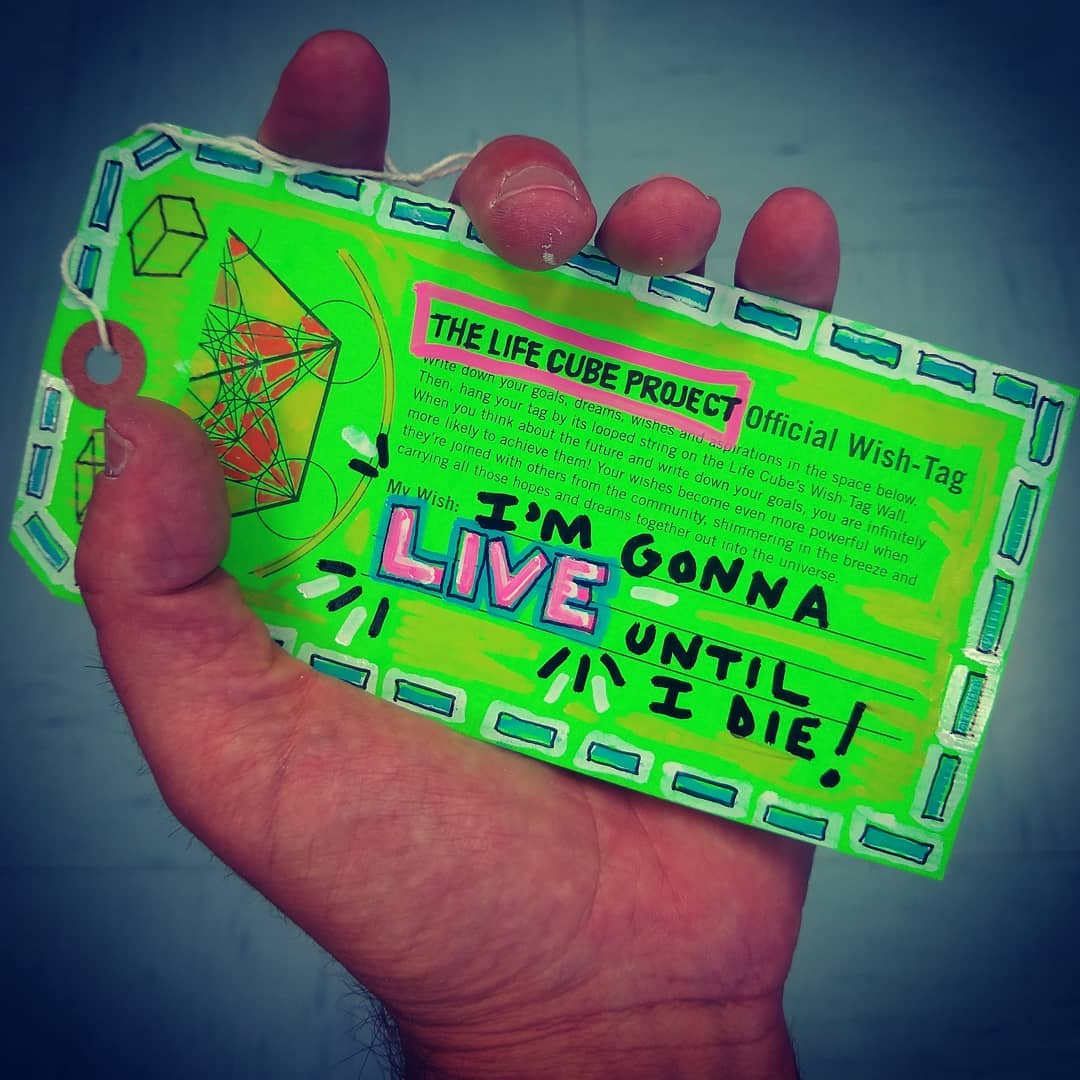 THE LIFE CUBE PROJECT Official Wish-Tag
Write down your goals, dreams, wishes and aspirations in the space below.
Then, hang your tag by its looped string on the Life Cube's Wish-Tag Wall.
When you think about the future and write down your goals, you are infinitely
more likely to achieve them! Your wishes become even more powerful when
they're joined with others from the community, shimmering in the breeze and
carrying all those hopes and dreams together out into the universe.
My Wish: I'M GONNA
LIVE UNTIL
I DIE!